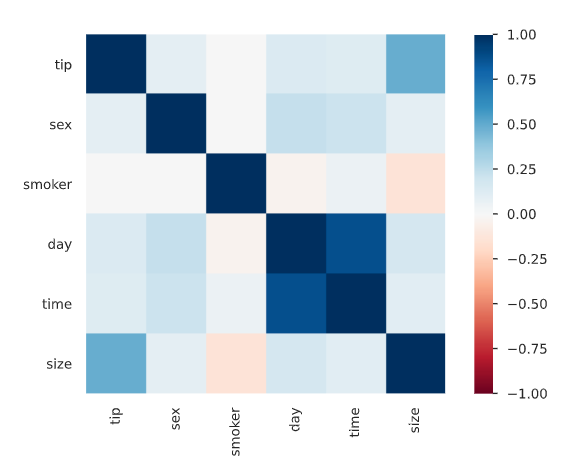 tip
sex
smoker
day
time
size
tip
sex
smoker
day
time
size
1.00
0.75
0.50
0.25
0.00
−0.25
−0.50
−0.75
−1.00